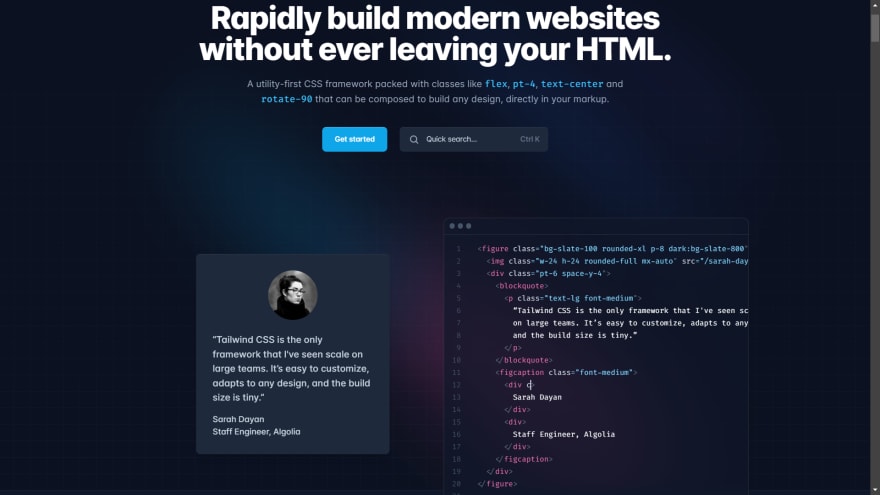 Rapidly build modern websites
without ever leaving your HTML.
A utility-first CSS framework packed with classes like flex, pt-4, text-center and
rotate-90 that can be composed to build any design, directly in your markup.
Get started
Quick search...
Ctrl K
“Tailwind CSS is the only
framework that I've seen scale on
large teams. It’s easy to customize,
adapts to any design, and the build
size is tiny.”
Sarah Dayan
Staff Engineer, Algolia
1 <figure class="bg-slate-100 rounded-xl p-8 dark:bg-slate-800"
2 <img class="w-24 h-24 rounded-full mx-auto" src="/sarah-day
3 <div class="pt-6 space-y-4">
4 <blockquote>
5 <p class="text-lg font-medium">
6 “Tailwind CSS is the only framework that I've seen sc
7 on large teams. It’s easy to customize, adapts to any
8 and the build size is tiny.”
9 </p>
10 </blockquote>
11 <figcaption class="font-medium">
12 <div c>
13 Sarah Dayan
14 </div>
15 <div>
16 Staff Engineer, Algolia
17 </div>
18 </figcaption>
19 </div>
20 </figure>